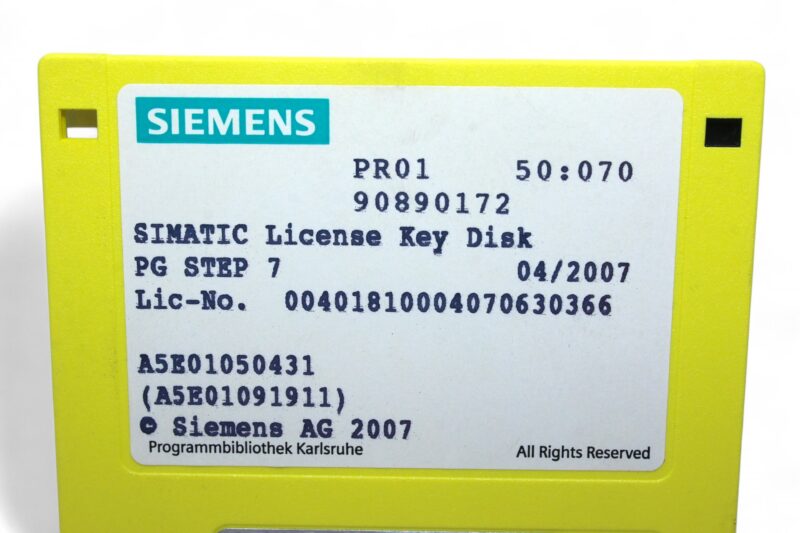 SIEMENS
PR01 50:070
90890172
SIMATIC License Key Disk
PG STEP 7 04/2007
Lic-No. 00401810004070630366
A5E01050431
(A5E01091911)
© Siemens AG 2007
Programmbibliothek Karlsruhe All Rights Reserved